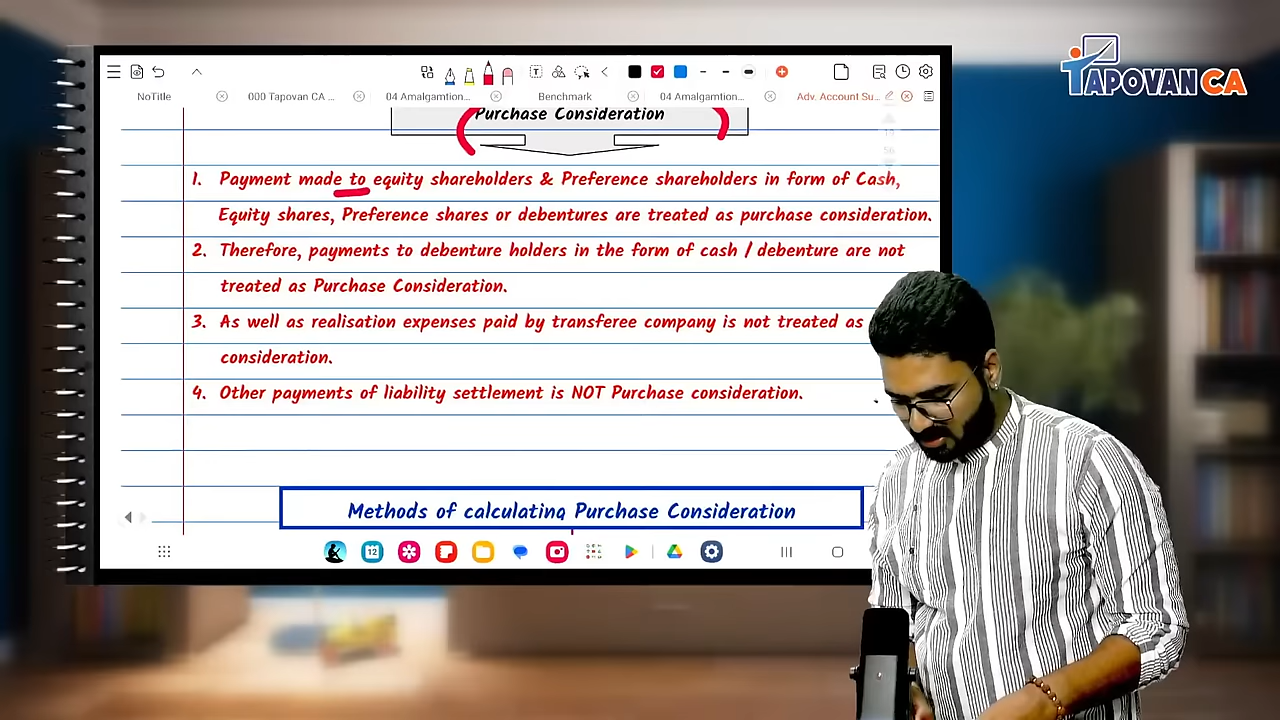 TAPOVAN CA
NoTitle
000 Tapovan CA ...
04 Amalgamtion...
Benchmark
04 Amalgamtion...
Adv. Account Su...
Purchase Consideration
1. Payment made to equity shareholders & Preference shareholders in form of Cash,
Equity shares, Preference shares or debentures are treated as purchase consideration.
2. Therefore, payments to debenture holders in the form of cash / debenture are not
treated as Purchase Consideration.
3. As well as realisation expenses paid by transferee company is not treated as
consideration.
4. Other payments of liability settlement is NOT Purchase consideration.
Methods of calculating Purchase Consideration
12